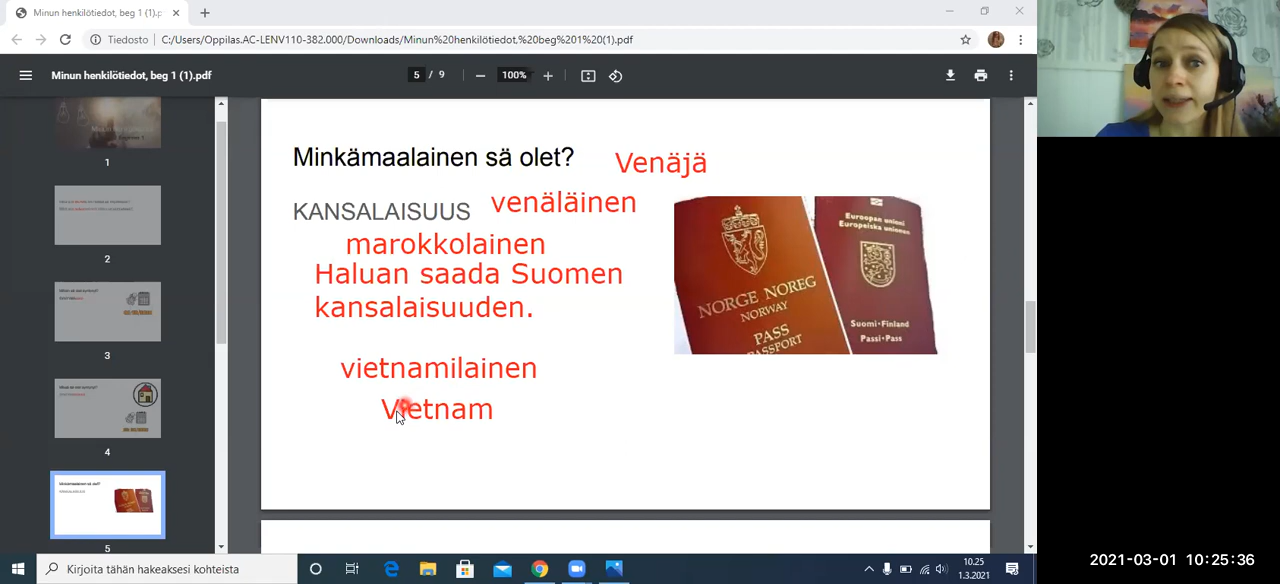 Minun henkilötiedot, beg 1 (1).p
Tiedosto C:/Users/Oppilas.AC-LENV110-382.000/Downloads/Minun%20henkilötiedot,%20beg%201%20(1).pdf
Minun henkilötiedot, beg 1 (1).pdf
5 / 9
100%
1
2
3
4
5
Minkämaalainen sä olet?
Venäjä
KANSALAISUUS
venäläinen
marokkolainen
Haluan saada Suomen
kansalaisuuden.
vietnamilainen
Vietnam
NORGE NOREG
NORWAY
PASS
PASSPORT
Euroopan unioni
Europeiska unionen
Suomi·Finland
Passi·Pass
Kirjoita tähän hakeaksesi kohteista
10.25
1.3.2021
2021-03-01 10:25:36